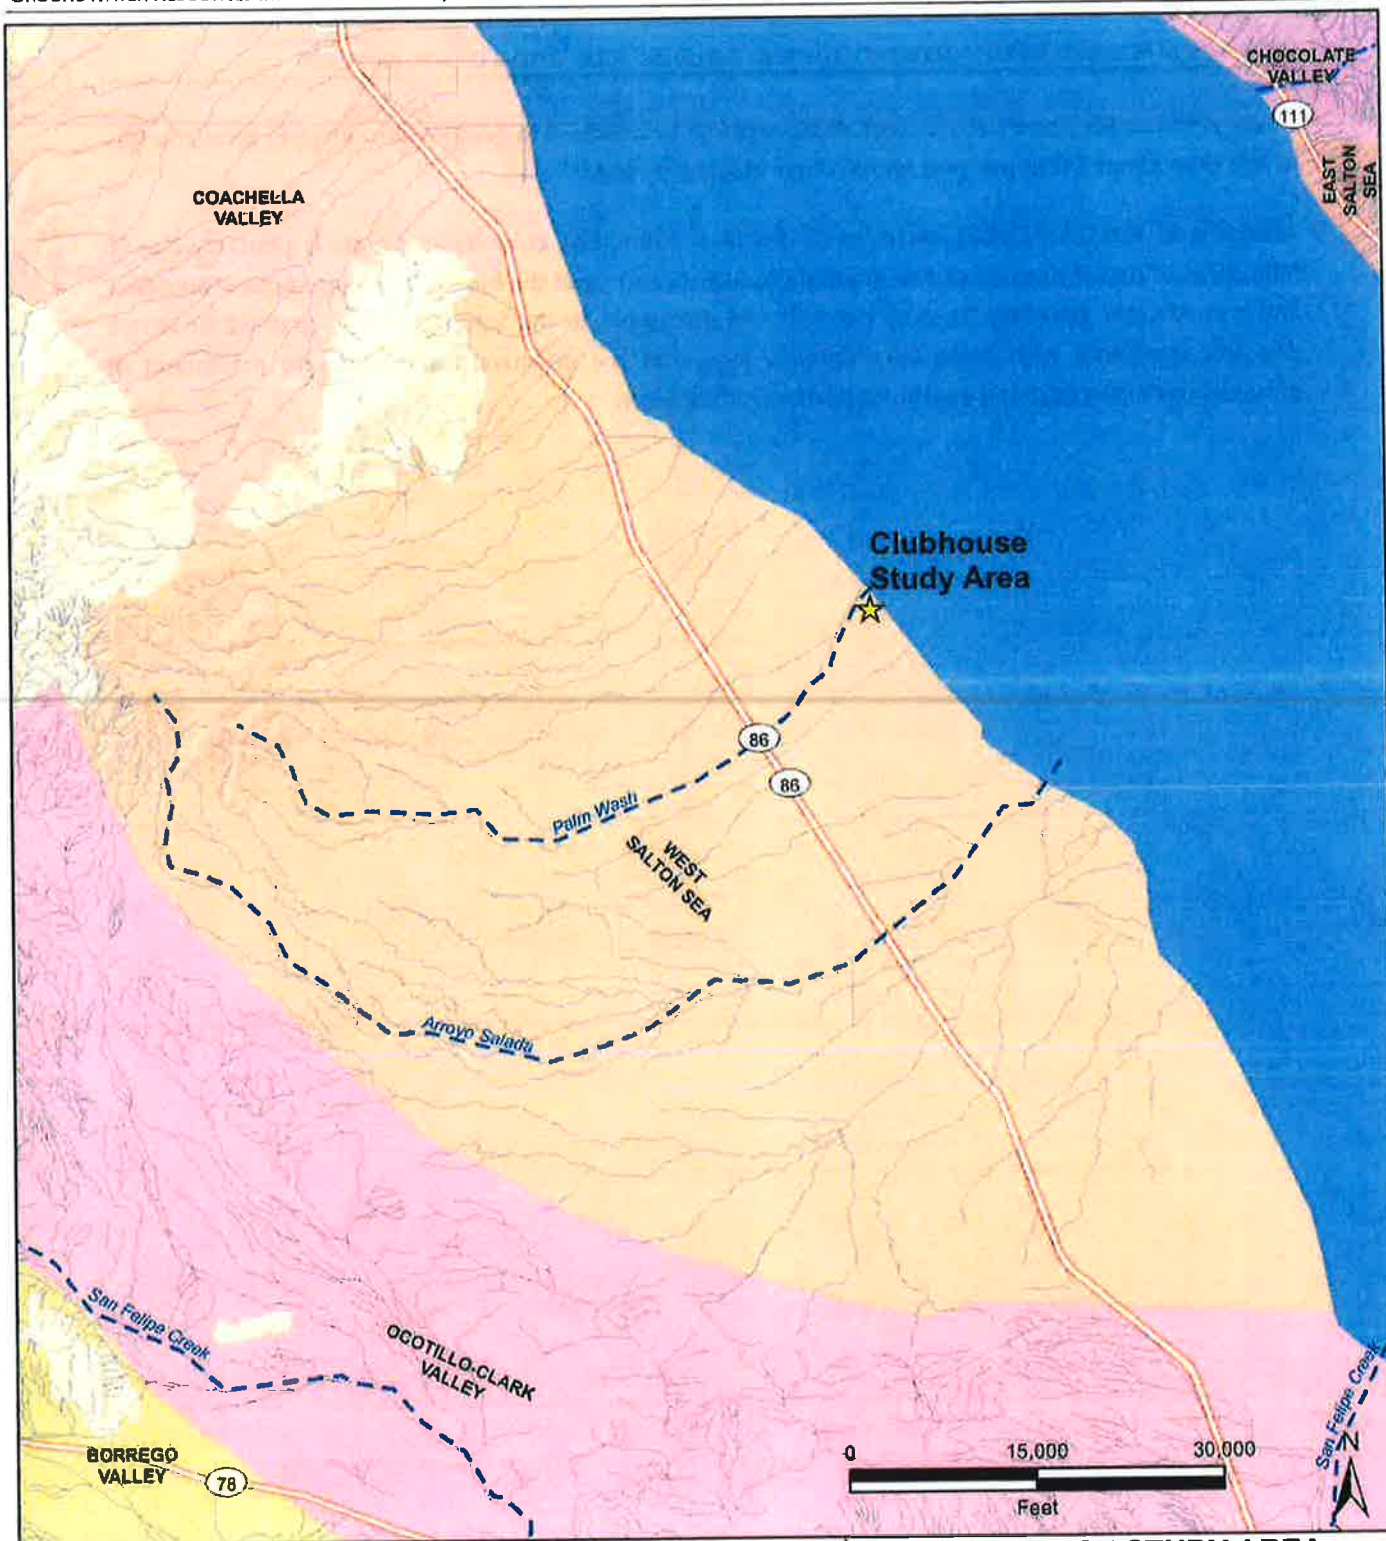 CHOCOLATE
VALLEY
111
EAST
SALTON
SEA
COACHELLA
VALLEY
Clubhouse
Study Area
86
86
Palm Wash
WEST
SALTON SEA
Arroyo Salada
San Felipe Creek
OCOTILLO-CLARK
VALLEY
San Felipe Creek
BORREGO
VALLEY
78
0 15,000 30,000
Feet
N